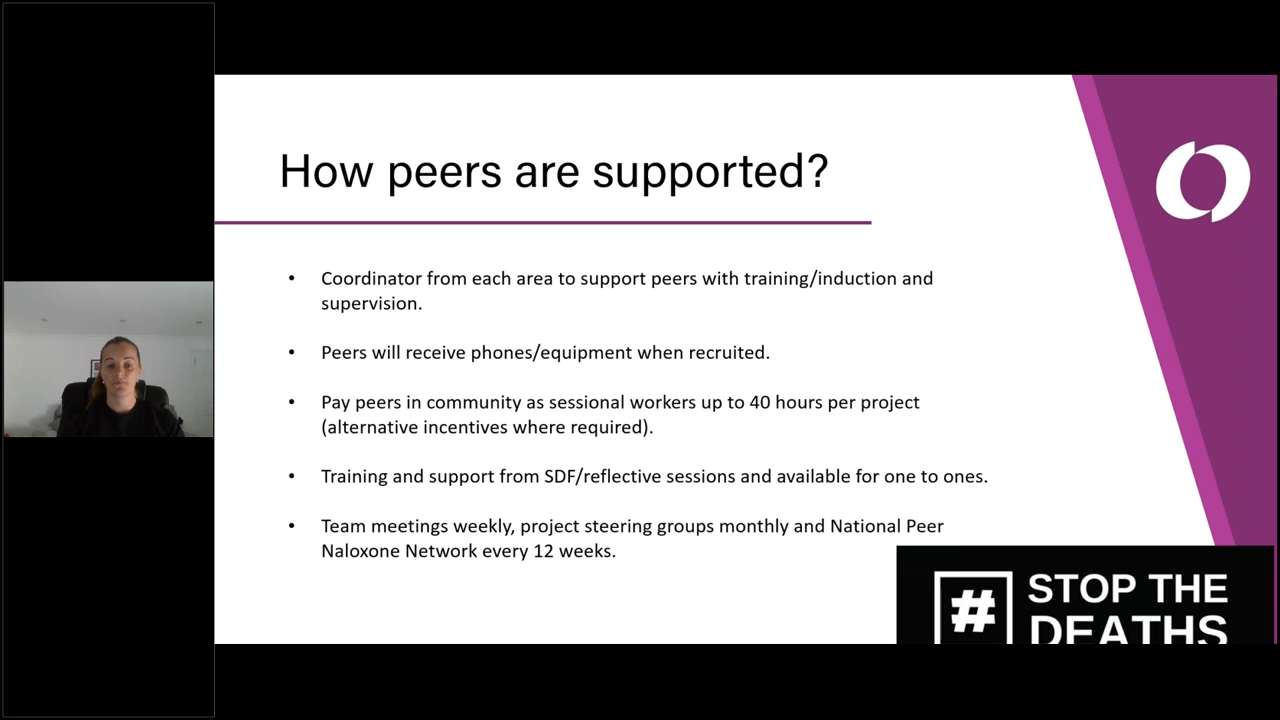 How peers are supported?
• Coordinator from each area to support peers with training/induction and
supervision.
• Peers will receive phones/equipment when recruited.
• Pay peers in community as sessional workers up to 40 hours per project
(alternative incentives where required).
• Training and support from SDF/reflective sessions and available for one to ones.
• Team meetings weekly, project steering groups monthly and National Peer
Naloxone Network every 12 weeks.
# STOP THE
DEATHS